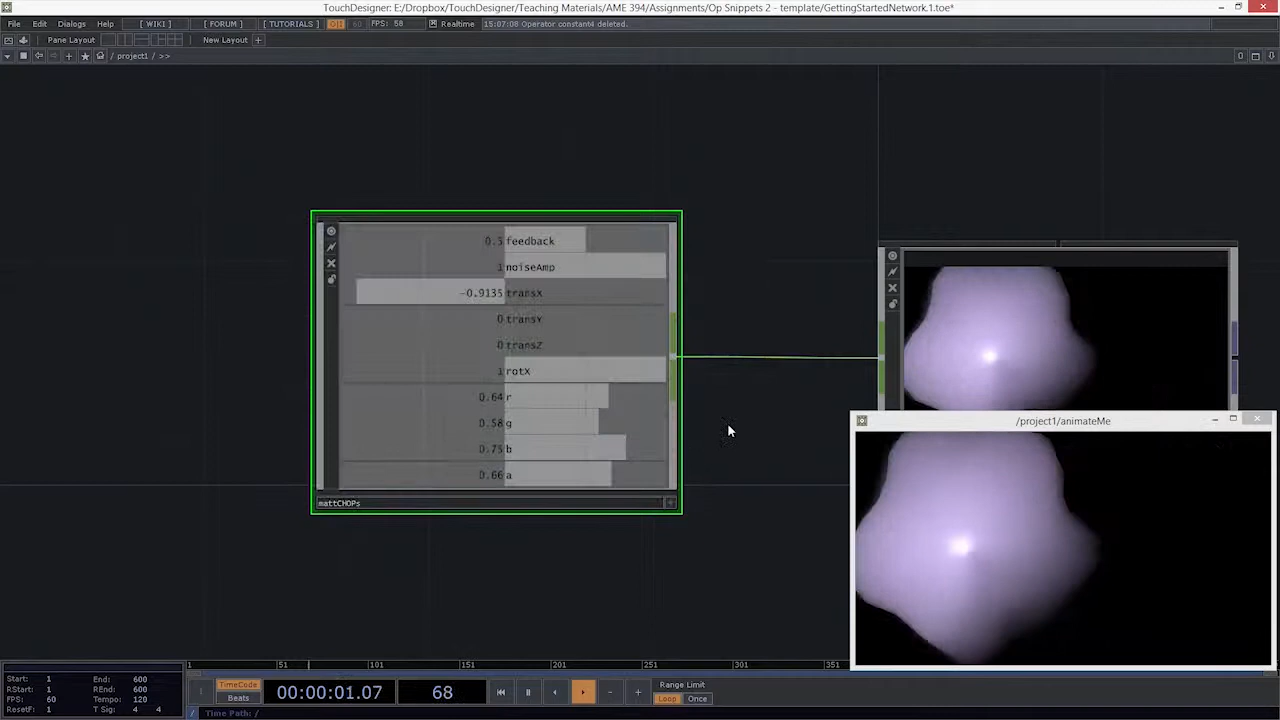 TouchDesigner: E:/Dropbox/TouchDesigner/Teaching Materials/AME 394/Assignments/Op Snippets 2 - template/GettingStartedNetwork.1.toe*
File Edit Dialogs Help [ WIKI ] [ FORUM ] [ TUTORIALS ] O|I 60 FPS: 58 Realtime 15:07:08 Operator constant4 deleted.
Pane Layout New Layout +
/ project1 / >>
0.5 feedback
1 noiseAmp
-0.9135 transX
0 transY
0 transZ
1 rotX
0.64 r
0.58 g
0.75 b
0.66 a
mattCHOPs
/project1/animateMe
1 51 101 151 201 251 301 351
Start: 1 End: 600
RStart: 1 REnd: 600
FPS: 60 Tempo: 120
ResetF: 1 T Sig: 4 4
TimeCode
Beats
00:00:01.07
68
Range Limit
Loop Once
/ Time Path: /